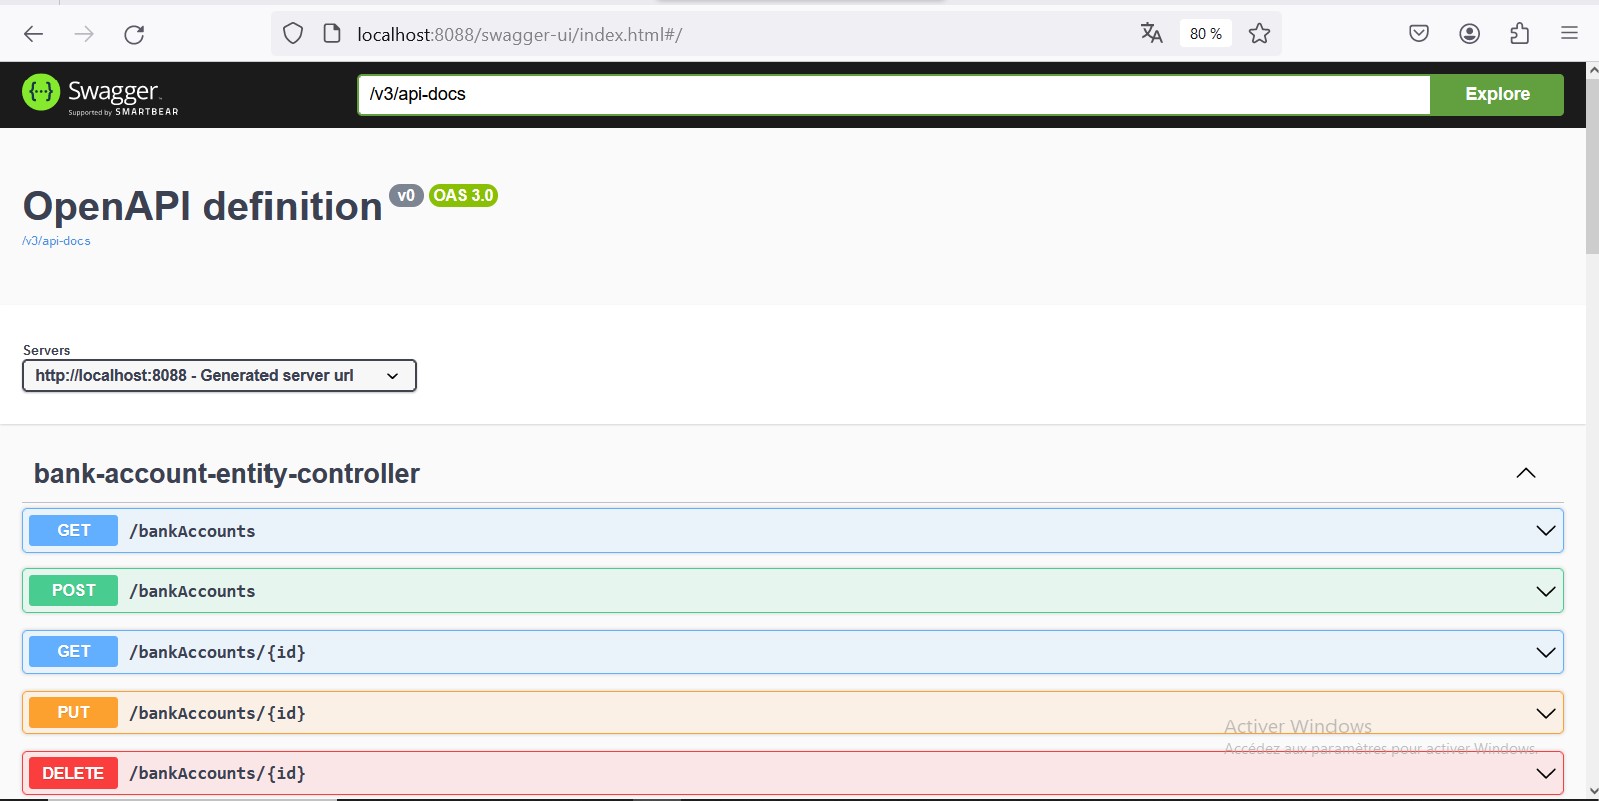 localhost:8088/swagger-ui/index.html#/
80 %
Swagger
Supported by SMARTBEAR
/v3/api-docs
Explore
OpenAPI definition v0 OAS 3.0
/v3/api-docs
Servers
http://localhost:8088 - Generated server url
bank-account-entity-controller
GET /bankAccounts
POST /bankAccounts
GET /bankAccounts/{id}
PUT /bankAccounts/{id}
Activer Windows
Accédez aux paramètres pour activer Windows.
DELETE /bankAccounts/{id}